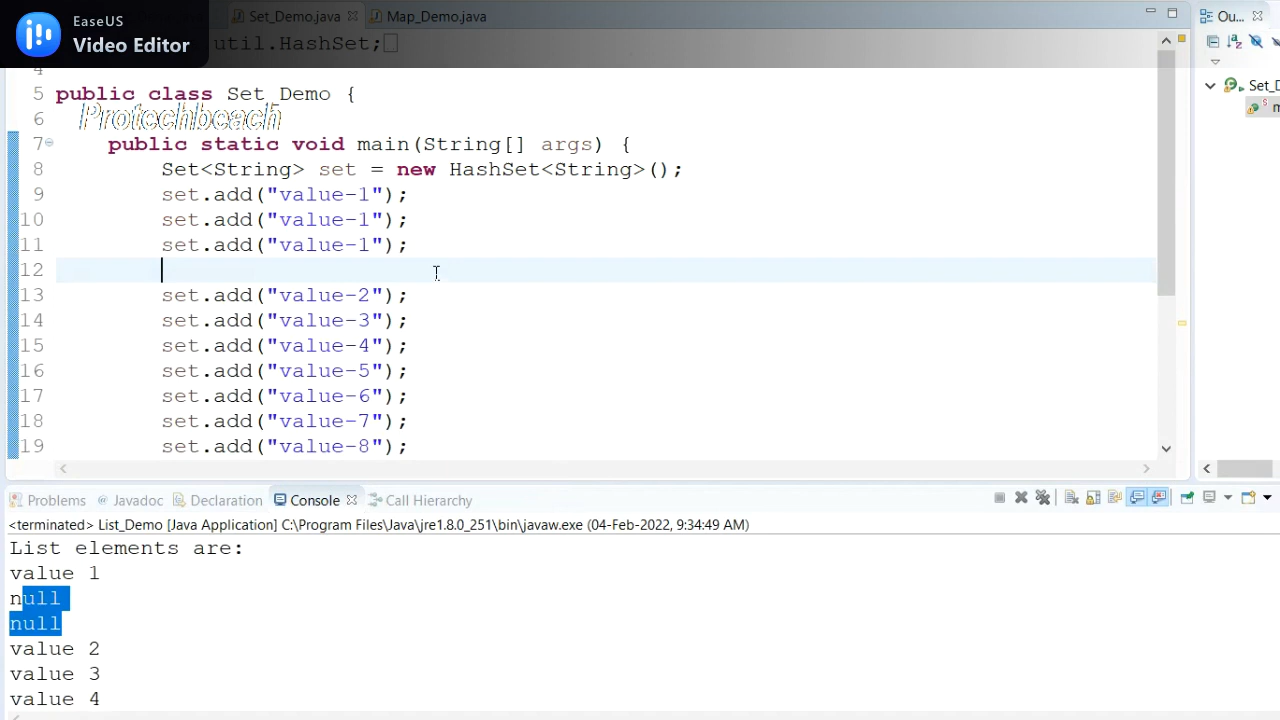 EaseUS
Video Editor
Set_Demo.java
Map_Demo.java
Ou...
util.HashSet;
4
5 public class Set_Demo {
6
Protechbeach
7 public static void main(String[] args) {
8 Set<String> set = new HashSet<String>();
9 set.add("value-1");
10 set.add("value-1");
11 set.add("value-1");
12
13 set.add("value-2");
14 set.add("value-3");
15 set.add("value-4");
16 set.add("value-5");
17 set.add("value-6");
18 set.add("value-7");
19 set.add("value-8");
Set_D
Problems @ Javadoc Declaration Console Call Hierarchy
<terminated> List_Demo [Java Application] C:\Program Files\Java\jre1.8.0_251\bin\javaw.exe (04-Feb-2022, 9:34:49 AM)
List elements are:
value 1
null
null
value 2
value 3
value 4